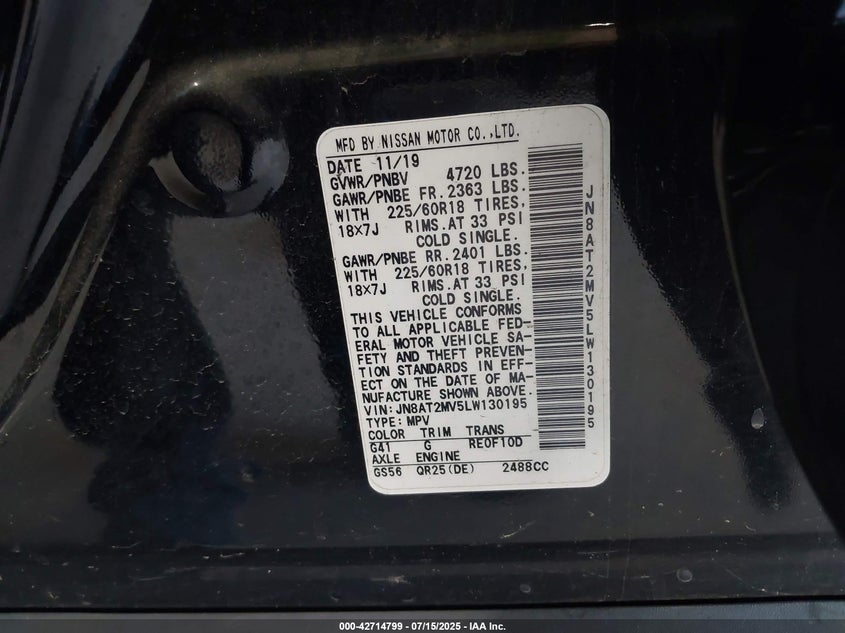 MFD BY NISSAN MOTOR CO.,LTD.
DATE 11/19
GVWR/PNBV 4720 LBS.
GAWR/PNBE FR. 2363 LBS.
WITH 225/60R18 TIRES,
18×7J RIMS.AT 33 PSI
COLD SINGLE.
GAWR/PNBE RR. 2401 LBS.
WITH 225/60R18 TIRES,
18×7J RIMS.AT 33 PSI
COLD SINGLE.
THIS VEHICLE CONFORMS
TO ALL APPLICABLE FED-
ERAL MOTOR VEHICLE SA-
FETY AND THEFT PREVEN-
TION STANDARDS IN EFF-
ECT ON THE DATE OF MA-
NUFACTURE SHOWN ABOVE.
VIN:JN8AT2MV5LW130195
TYPE:MPV
COLOR TRIM TRANS
G41 G RE0F10D
AXLE ENGINE
GS56 QR25(DE) 2488CC
JN8AT2MV5LW130195
000-42714799 - 07/15/2025 - IAA Inc.